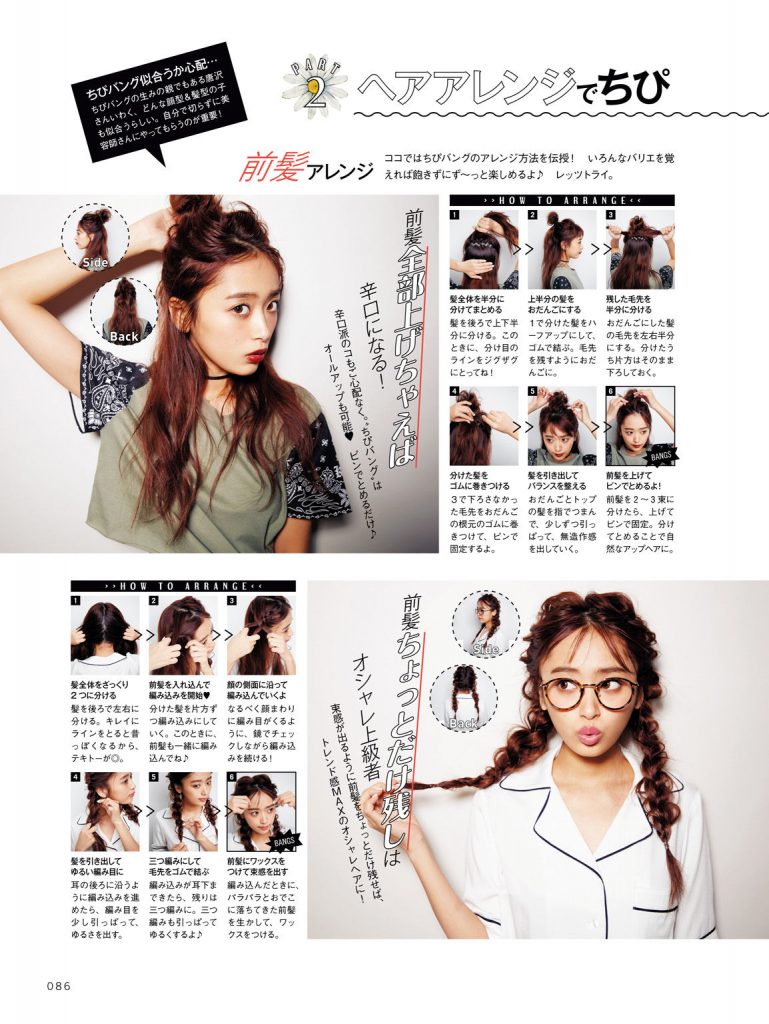 ちびバング似合うか心配…
ちびバングの生みの親でもある唐沢
さんいわく、どんな顔型＆髪型の子
も似合うらしい。自分で切らずに美
容師さんにやってもらうのが重要！
PART
2
ヘアアレンジでちび
前髪アレンジ
ココではちびバングのアレンジ方法を伝授！　いろんなバリエを覚
えれば飽きずにず〜っと楽しめるよ♪　レッツトライ。
Side
Back
前髪全部上げちゃえば
辛口になる！
辛口派のコもご心配なく。“ちびバング”は
オールアップも可能♥ ピンでとめるだけ♪
>>HOW TO ARRANGE<<
1
髪全体を半分に
分けてまとめる
髪を後ろで上下半
分に分ける。この
ときに、分け目の
ラインをジグザグ
にとってね！
2
上半分の髪を
おだんごにする
1で分けた髪をハ
ーフアップにして、
ゴムで結ぶ。毛先
を残すようにおだ
んごに。
3
残した毛先を
半分に分ける
おだんごにした髪
の毛先を左右半分
にする。分けたう
ち片方はそのまま
下ろしておく。
4
分けた髪を
ゴムに巻きつける
3で下ろさなかっ
た毛先をおだんご
の根元のゴムに巻
きつけて、ピンで
固定するよ。
5
髪を引き出して
バランスを整える
おだんごとトップ
の髪を指でつまん
で、少しずつ引っ
ぱって、無造作感
を出していく。
6
BANGS
前髪を上げて
ピンでとめるよ！
前髪を2〜3束に
分けたら、上げて
ピンで固定。分け
てとめることで自
然なアップヘアに。
>>HOW TO ARRANGE<<
1
髪全体をざっくり
2つに分ける
髪を後ろで左右に
分ける。キレイに
ラインをとると昔
っぽくなるから、
テキトーが◎。
2
前髪を入れ込んで
編み込みを開始♥
分けた髪を片方ず
つ編み込みにして
いく。このときに、
前髪も一緒に編み
込んでね♪
3
顔の側面に沿って
編み込んでいくよ
なるべく顔まわり
に編み目がくるよ
うに、鏡でチェッ
クしながら編み込
みを続ける！
4
髪を引き出して
ゆるい編み目に
耳の後ろに沿うよ
うに編み込みを進
めたら、編み目を
少し引っぱって、
ゆるさを出す。
5
三つ編みにして
毛先をゴムで結ぶ
編み込みが耳下ま
できたら、残りは
三つ編みに。三つ
編みも引っぱって
ゆるくするよ♪
6
BANGS
前髪にワックスを
つけて束感を出す
編み込んだときに、
パラパラとおでこ
に落ちてきた前髪
を生かして、ワッ
クスをつける。
前髪ちょっとだけ残しは
オシャレ上級者
束感が出るように前髪をちょっとだけ残せば、
トレンド感MAXのオシャレヘアに！
Side
Back
086